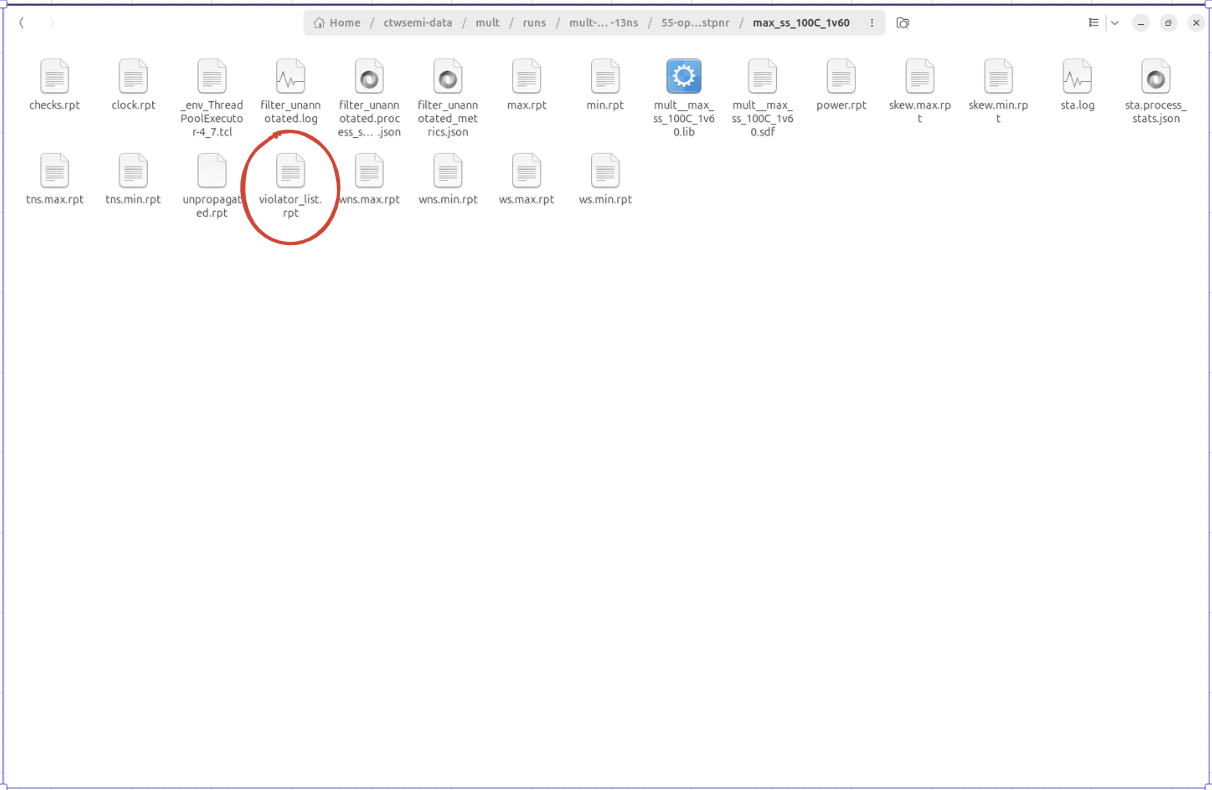 Home / ctwsemi-data / mult / runs / mult-... -13ns / 55-op...stpnr / max_ss_100C_1v60
checks.rpt
clock.rpt
_env_Thread
PoolExecuto
r-4_7.tcl
filter_unann
otated.log
filter_unann
otated.proc
ess_s... .json
filter_unann
otated_met
rics.json
max.rpt
min.rpt
mult__max_
ss_100C_1v6
0.lib
mult__max_
ss_100C_1v6
0.sdf
power.rpt
skew.max.rp
t
skew.min.rp
t
sta.log
sta.process_
stats.json
tns.max.rpt
tns.min.rpt
unpropagat
ed.rpt
violator_list.
rpt
wns.max.rpt
wns.min.rpt
ws.max.rpt
ws.min.rpt